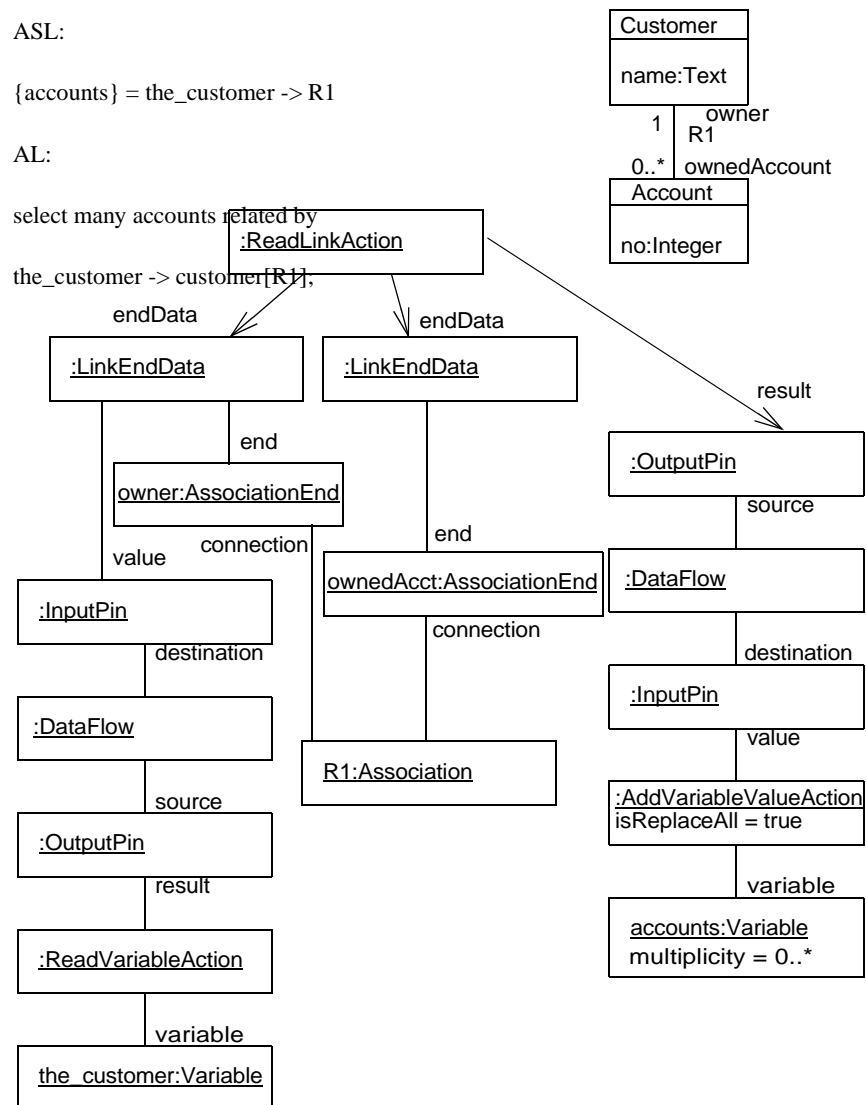 ASL:
{accounts} = the_customer -> R1
AL:
select many accounts related by
the_customer -> customer[R1];
Customer
name:Text
1
owner
R1
0..*
ownedAccount
Account
no:Integer
:ReadLinkAction
endData
endData
result
:LinkEndData
:LinkEndData
:OutputPin
end
owner:AssociationEnd
source
value
connection
end
ownedAcct:AssociationEnd
:DataFlow
:InputPin
destination
connection
destination
:InputPin
:DataFlow
R1:Association
value
source
:AddVariableValueAction
isReplaceAll = true
:OutputPin
result
variable
:ReadVariableAction
accounts:Variable
multiplicity = 0..*
variable
the_customer:Variable